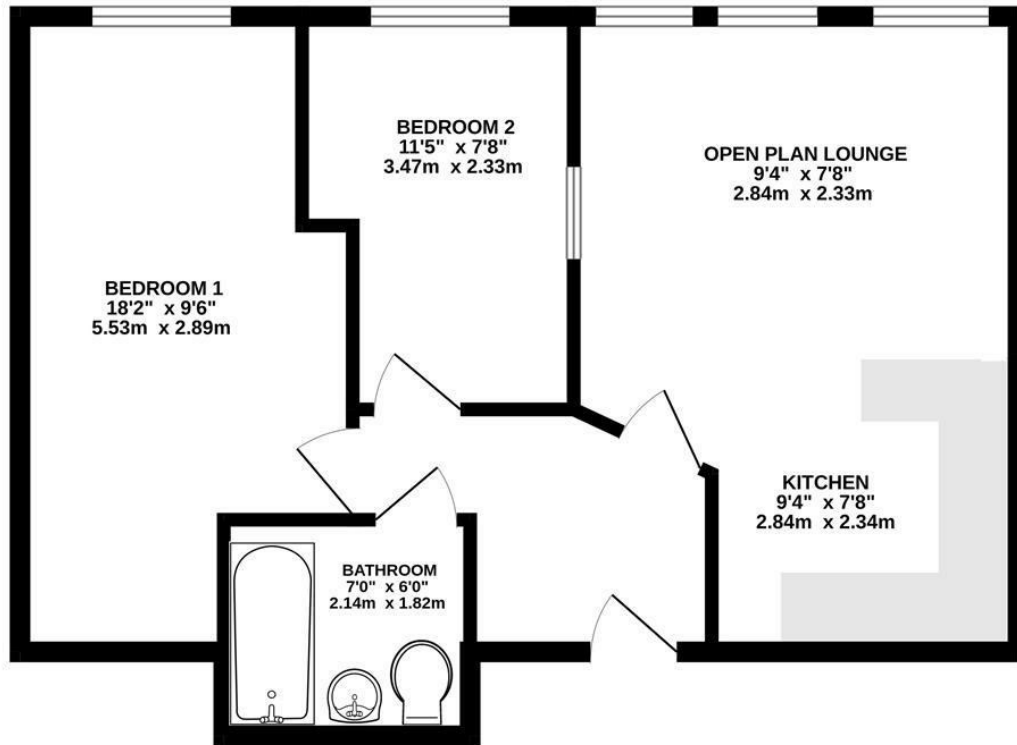 BEDROOM 1
18'2" x 9'6"
5.53m x 2.89m
BEDROOM 2
11'5" x 7'8"
3.47m x 2.33m
OPEN PLAN LOUNGE
9'4" x 7'8"
2.84m x 2.33m
KITCHEN
9'4" x 7'8"
2.84m x 2.34m
BATHROOM
7'0" x 6'0"
2.14m x 1.82m